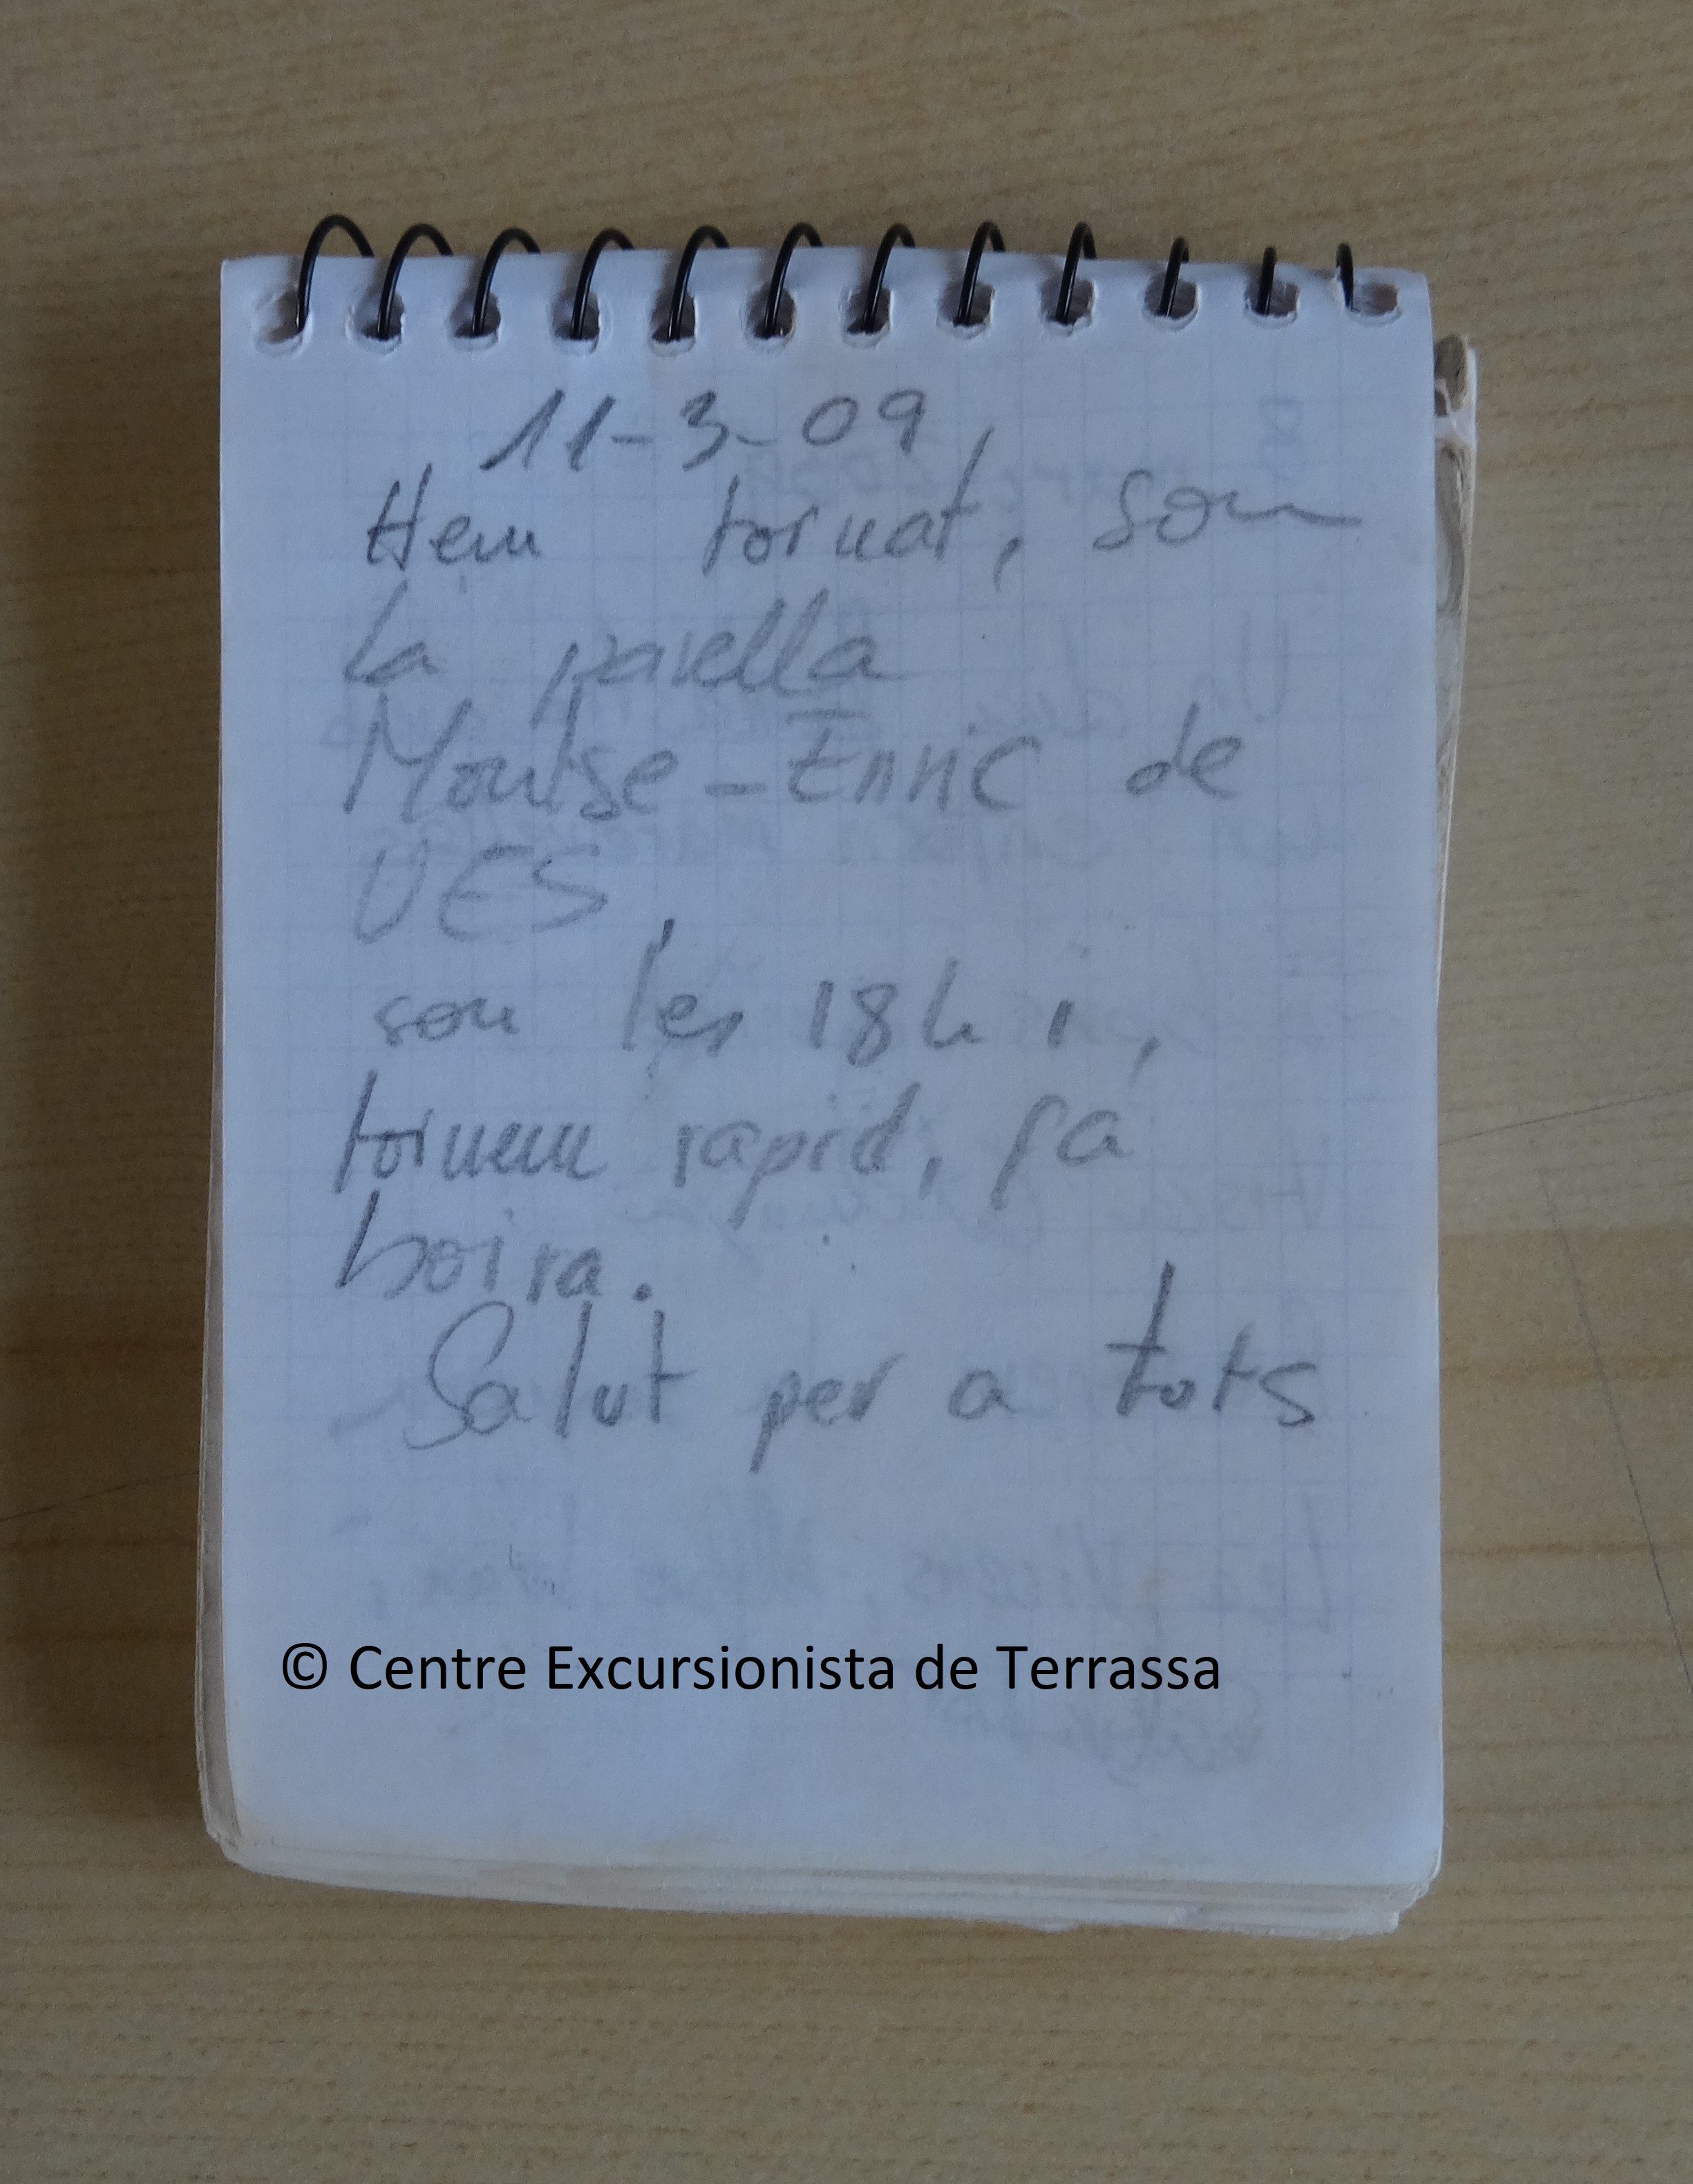 11-3-09,
Hem tornat, som
la parella
Montse-Enric de
UES,
son les 18h i,
tornem rapid, fa
boira.
Salut per a tots
© Centre Excursionista de Terrassa